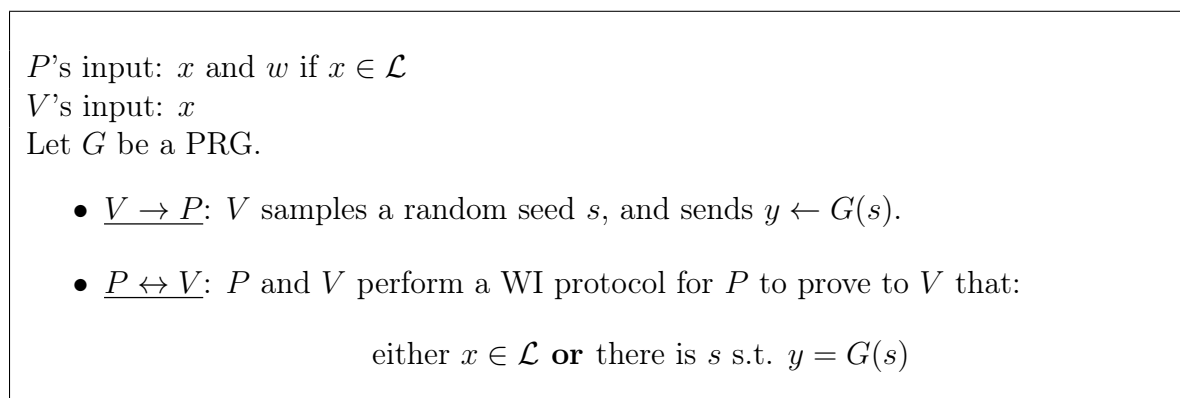 P's input: x and w if x ∈ 𝓛
V's input: x
Let G be a PRG.
• V → P: V samples a random seed s, and sends y ← G(s).
• P ↔ V: P and V perform a WI protocol for P to prove to V that:
either x ∈ 𝓛 or there is s s.t. y = G(s)